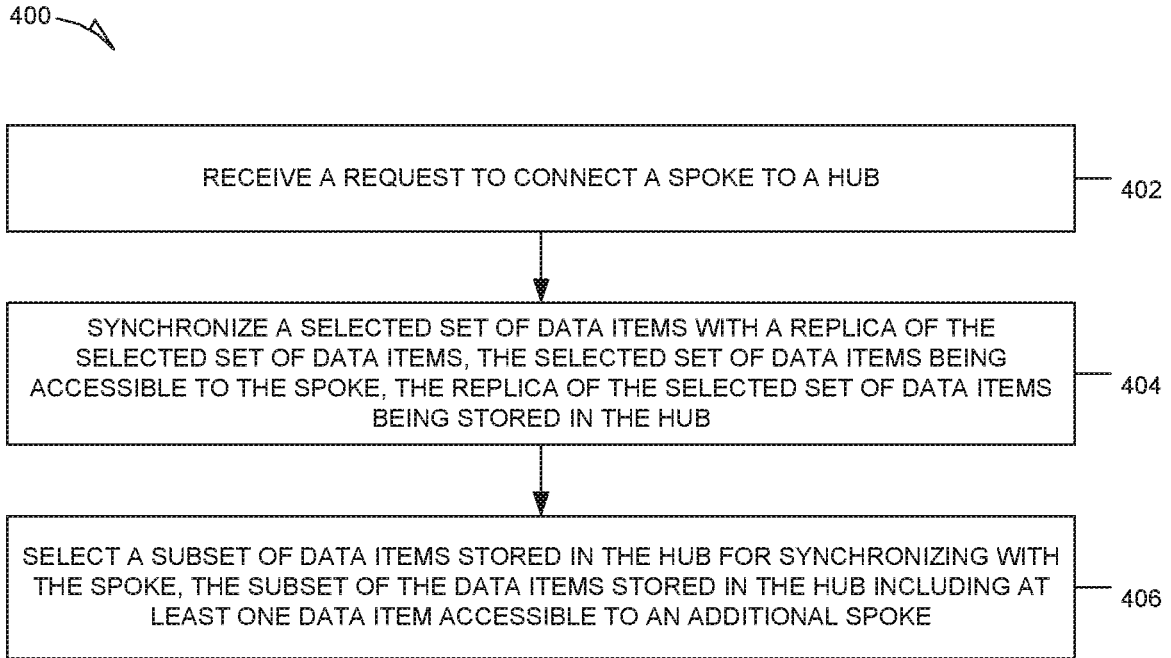 400
RECEIVE A REQUEST TO CONNECT A SPOKE TO A HUB
402
SYNCHRONIZE A SELECTED SET OF DATA ITEMS WITH A REPLICA OF THE
SELECTED SET OF DATA ITEMS, THE SELECTED SET OF DATA ITEMS BEING
ACCESSIBLE TO THE SPOKE, THE REPLICA OF THE SELECTED SET OF DATA ITEMS
BEING STORED IN THE HUB
404
SELECT A SUBSET OF DATA ITEMS STORED IN THE HUB FOR SYNCHRONIZING WITH
THE SPOKE, THE SUBSET OF THE DATA ITEMS STORED IN THE HUB INCLUDING AT
LEAST ONE DATA ITEM ACCESSIBLE TO AN ADDITIONAL SPOKE
406